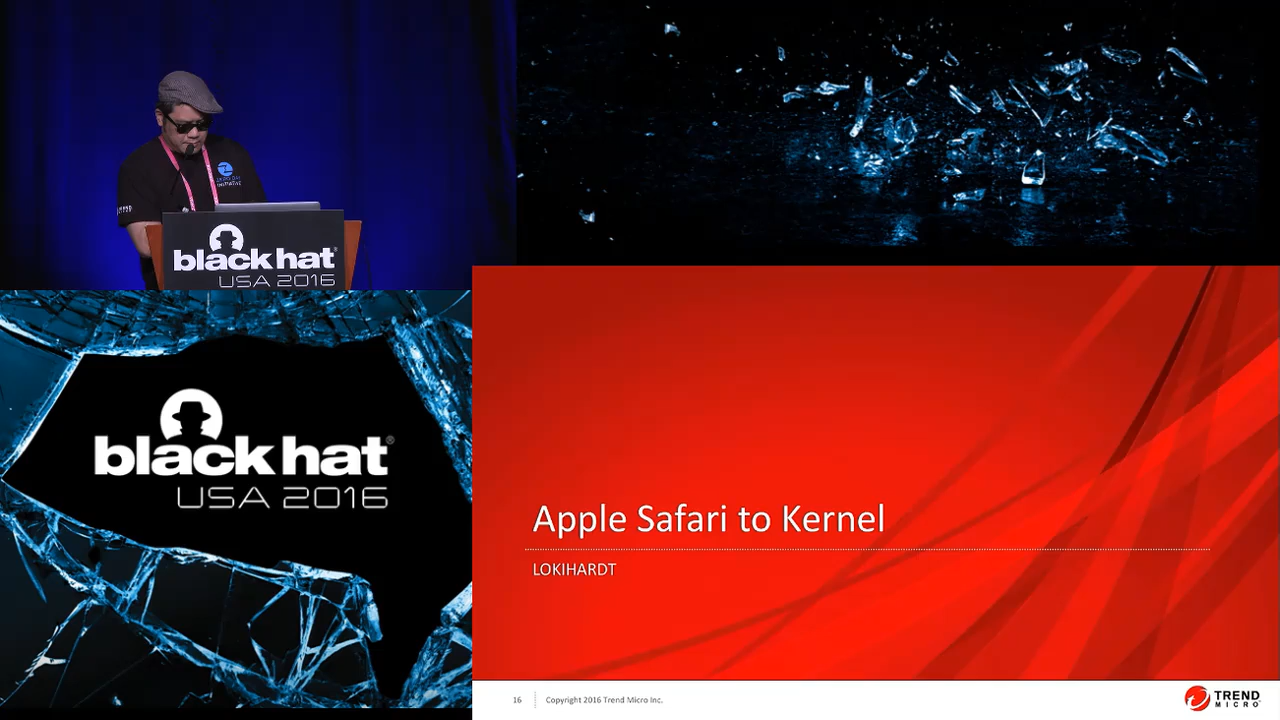 black hat®
USA 2016
black hat®
USA 2016
Apple Safari to Kernel
LOKIHARDT
16
Copyright 2016 Trend Micro Inc.
TREND
MICRO